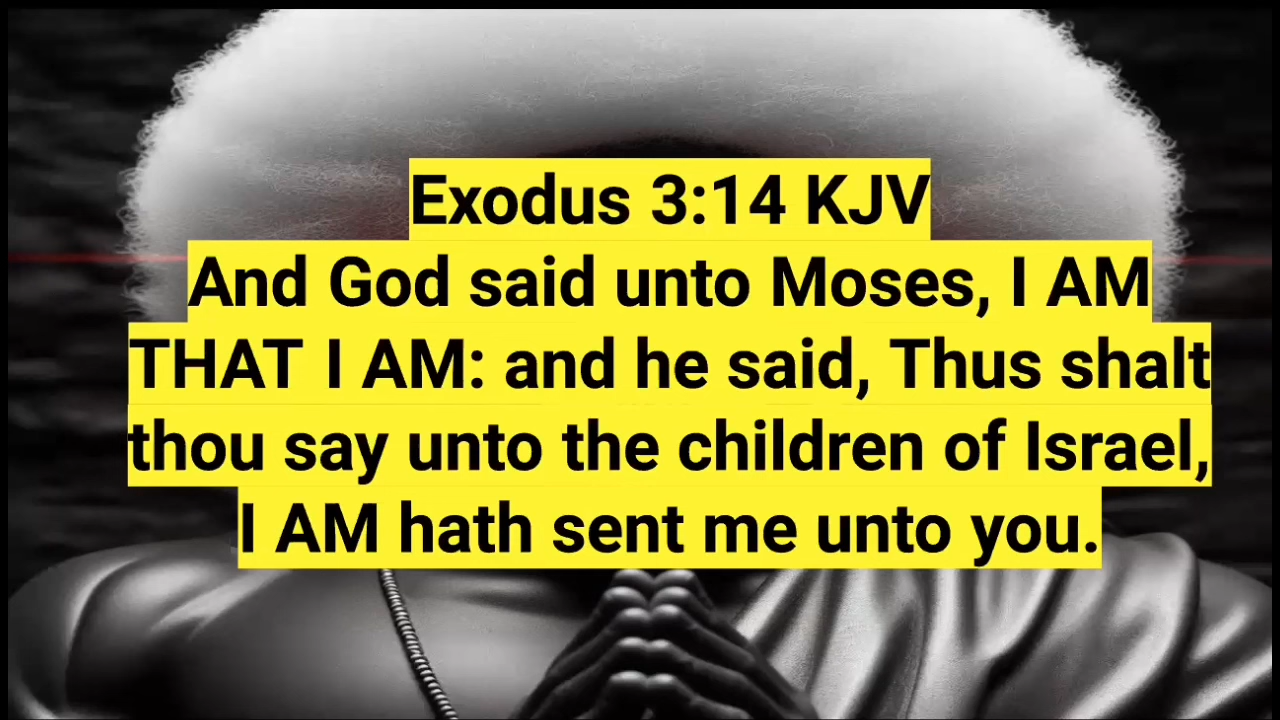 Exodus 3:14 KJV
And God said unto Moses, I AM
THAT I AM: and he said, Thus shalt
thou say unto the children of Israel,
I AM hath sent me unto you.